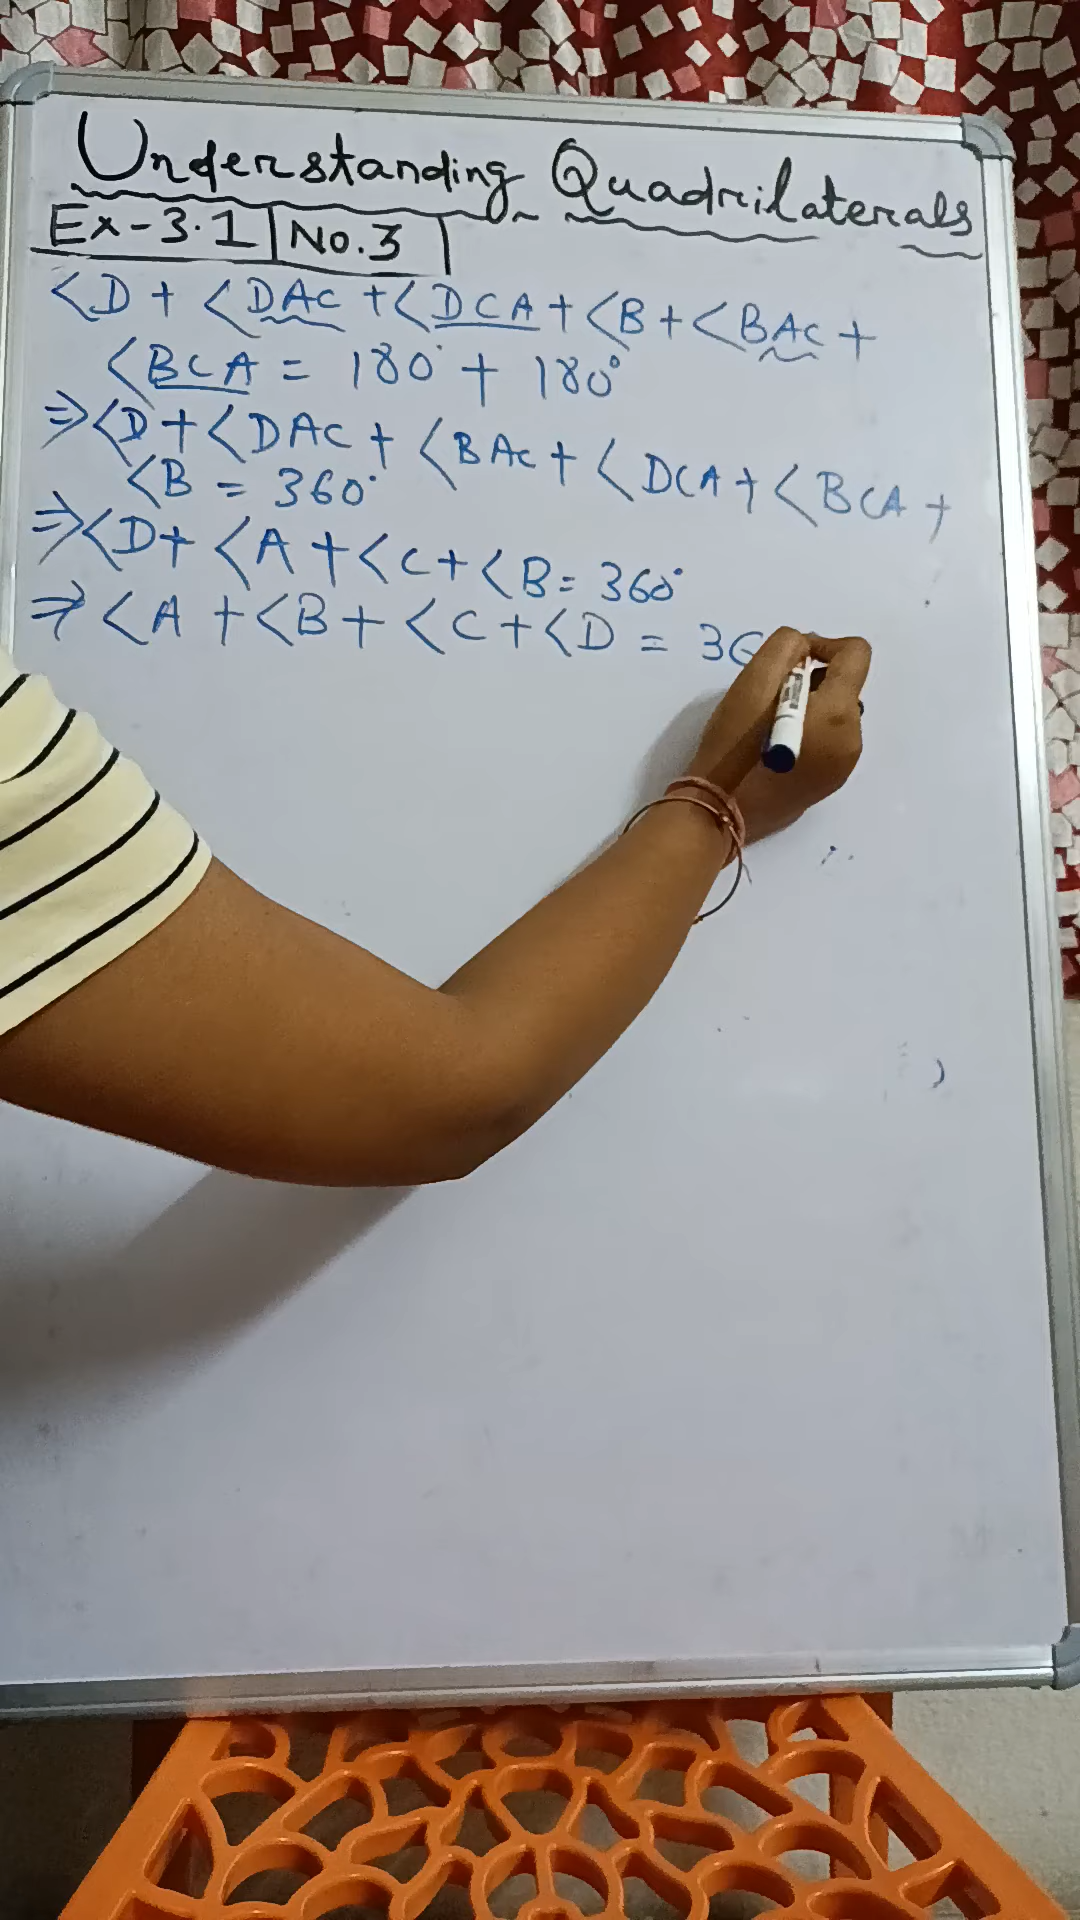 Understanding Quadrilaterals
Ex-3.1 No.3
<D + <DAC + <DCA + <B + <BAC +
<BCA = 180° + 180°
⇒ <D + <DAC + <BAC + <DCA + <BCA +
<B = 360°
⇒ <D + <A + <C + <B = 360°
⇒ <A + <B + <C + <D = 36